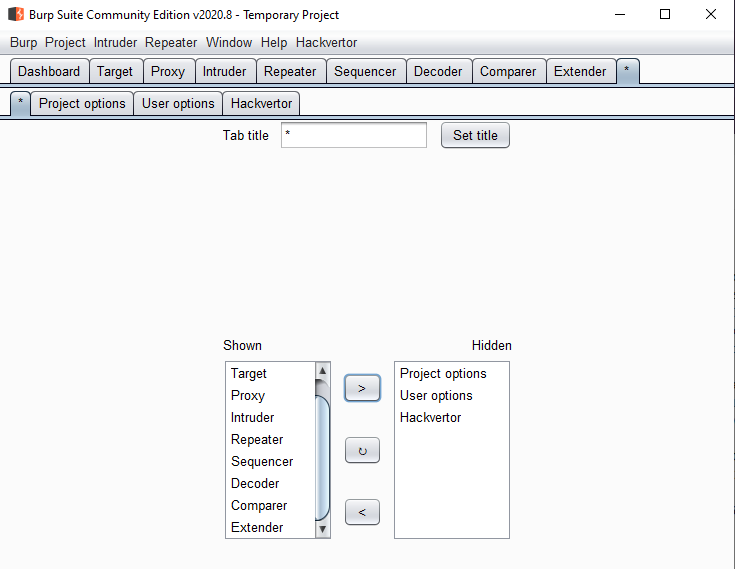 Burp Suite Community Edition v2020.8 - Temporary Project
Burp Project Intruder Repeater Window Help Hackvertor
Dashboard Target Proxy Intruder Repeater Sequencer Decoder Comparer Extender *
* Project options User options Hackvertor
Tab title * Set title
Shown Hidden
Target > Project options
Proxy User options
Intruder Hackvertor
Repeater ↻
Sequencer
Decoder
Comparer <
Extender